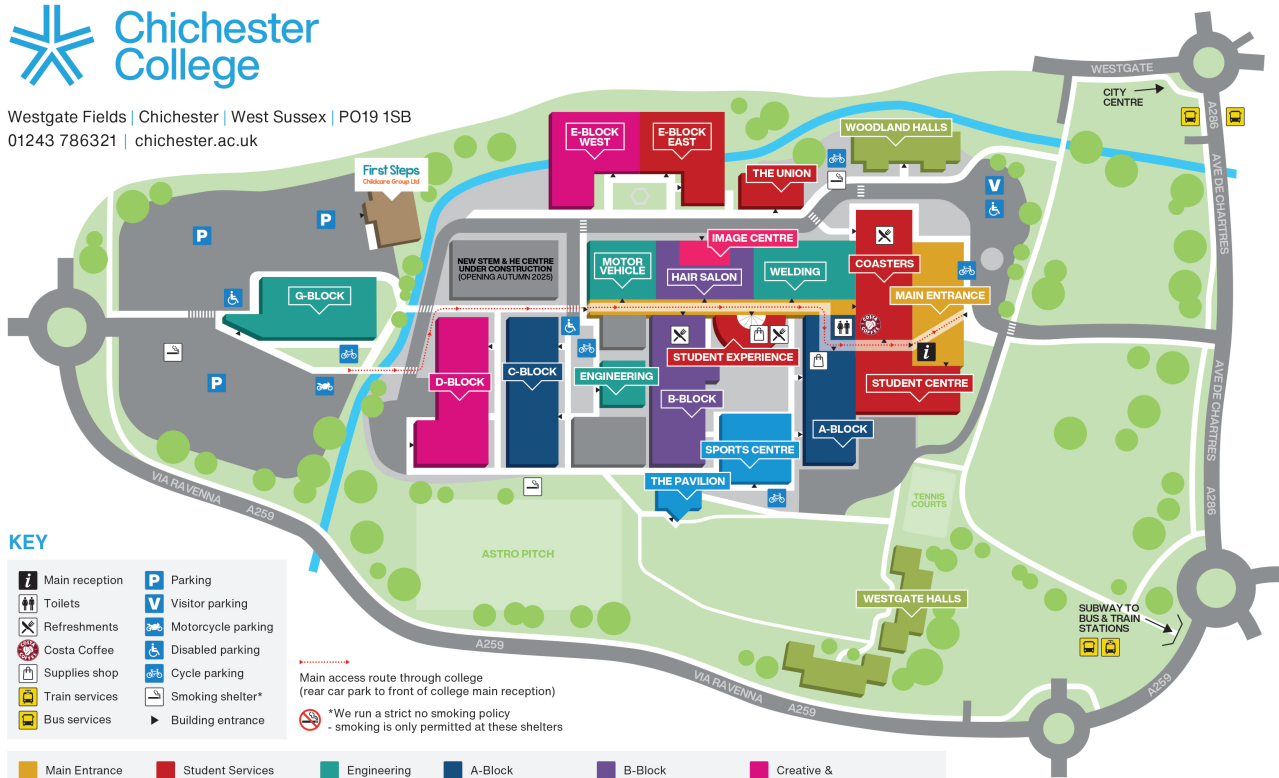 Chichester
College
Westgate Fields | Chichester | West Sussex | PO19 1SB
01243 786321 | chichester.ac.uk
First Steps
Childcare Group Ltd
E-BLOCK
WEST
E-BLOCK
EAST
THE UNION
WOODLAND HALLS
WESTGATE
CITY
CENTRE
A286
AVE DE CHARTRES
P
P
V
IMAGE CENTRE
NEW STEM & HE CENTRE
UNDER CONSTRUCTION
(OPENING AUTUMN 2025)
MOTOR
VEHICLE
HAIR SALON
WELDING
COASTERS
MAIN ENTRANCE
G-BLOCK
COSTA
COFFEE
i
STUDENT EXPERIENCE
P
D-BLOCK
C-BLOCK
ENGINEERING
B-BLOCK
STUDENT CENTRE
AVE DE CHARTRES
A-BLOCK
SPORTS CENTRE
THE PAVILION
VIA RAVENNA
A259
A286
TENNIS
COURTS
ASTRO PITCH
WESTGATE HALLS
SUBWAY TO
BUS & TRAIN
STATIONS
A259
VIA RAVENNA
A259
A259
KEY
i Main reception
Toilets
Refreshments
Costa Coffee
Supplies shop
Train services
Bus services
P Parking
V Visitor parking
Motorcycle parking
Disabled parking
Cycle parking
Smoking shelter*
Building entrance
Main access route through college
(rear car park to front of college main reception)
*We run a strict no smoking policy
- smoking is only permitted at these shelters
Main Entrance
Student Services
Engineering
A-Block
B-Block
Creative &